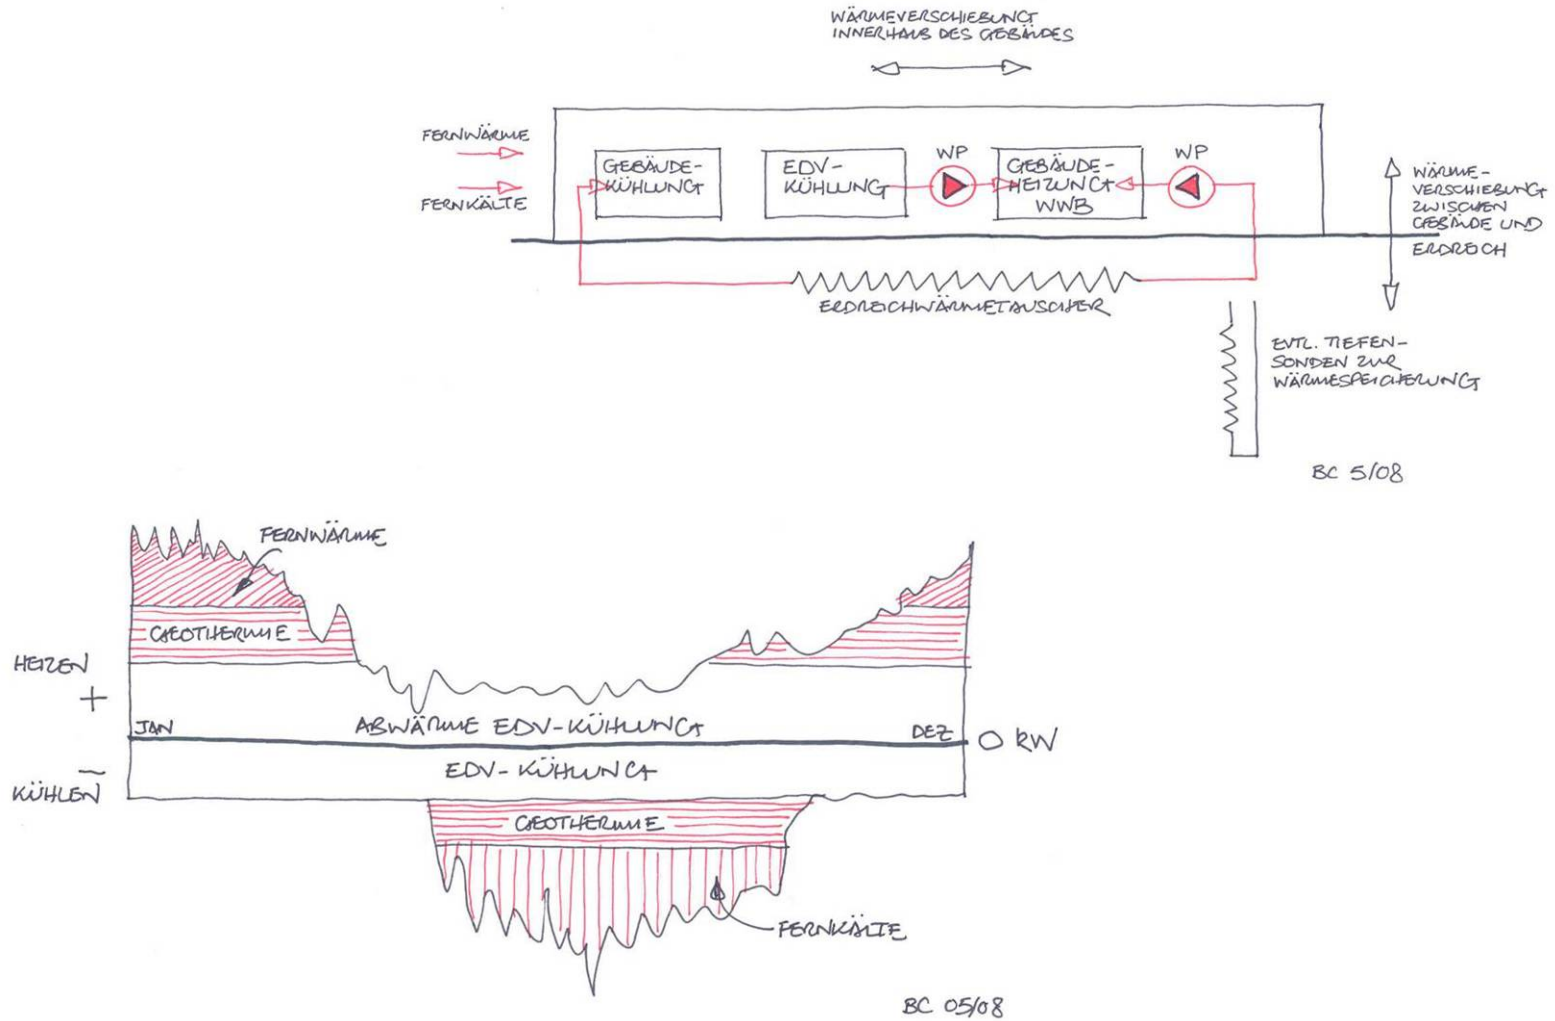 WÄRMEVERSCHIEBUNG
INNERHALB DES GEBÄUDES
FERNWÄRME
FERNKÄLTE
GEBÄUDE-
KÜHLUNG
EDV-
KÜHLUNG
WP
GEBÄUDE-
HEIZUNG
WWB
WP
WÄRME-
VERSCHIEBUNG
ZWISCHEN
GEBÄUDE UND
ERDREICH
ERDREICHWÄRMETAUSCHER
EVTL. TIEFEN-
SONDEN ZUR
WÄRMESPEICHERUNG
BC 5/08
FERNWÄRME
GEOTHERMIE
HEIZEN
+
JAN
ABWÄRME EDV-KÜHLUNG
DEZ
0 kW
EDV-KÜHLUNG
–
KÜHLEN
GEOTHERMIE
FERNKÄLTE
BC 05/08